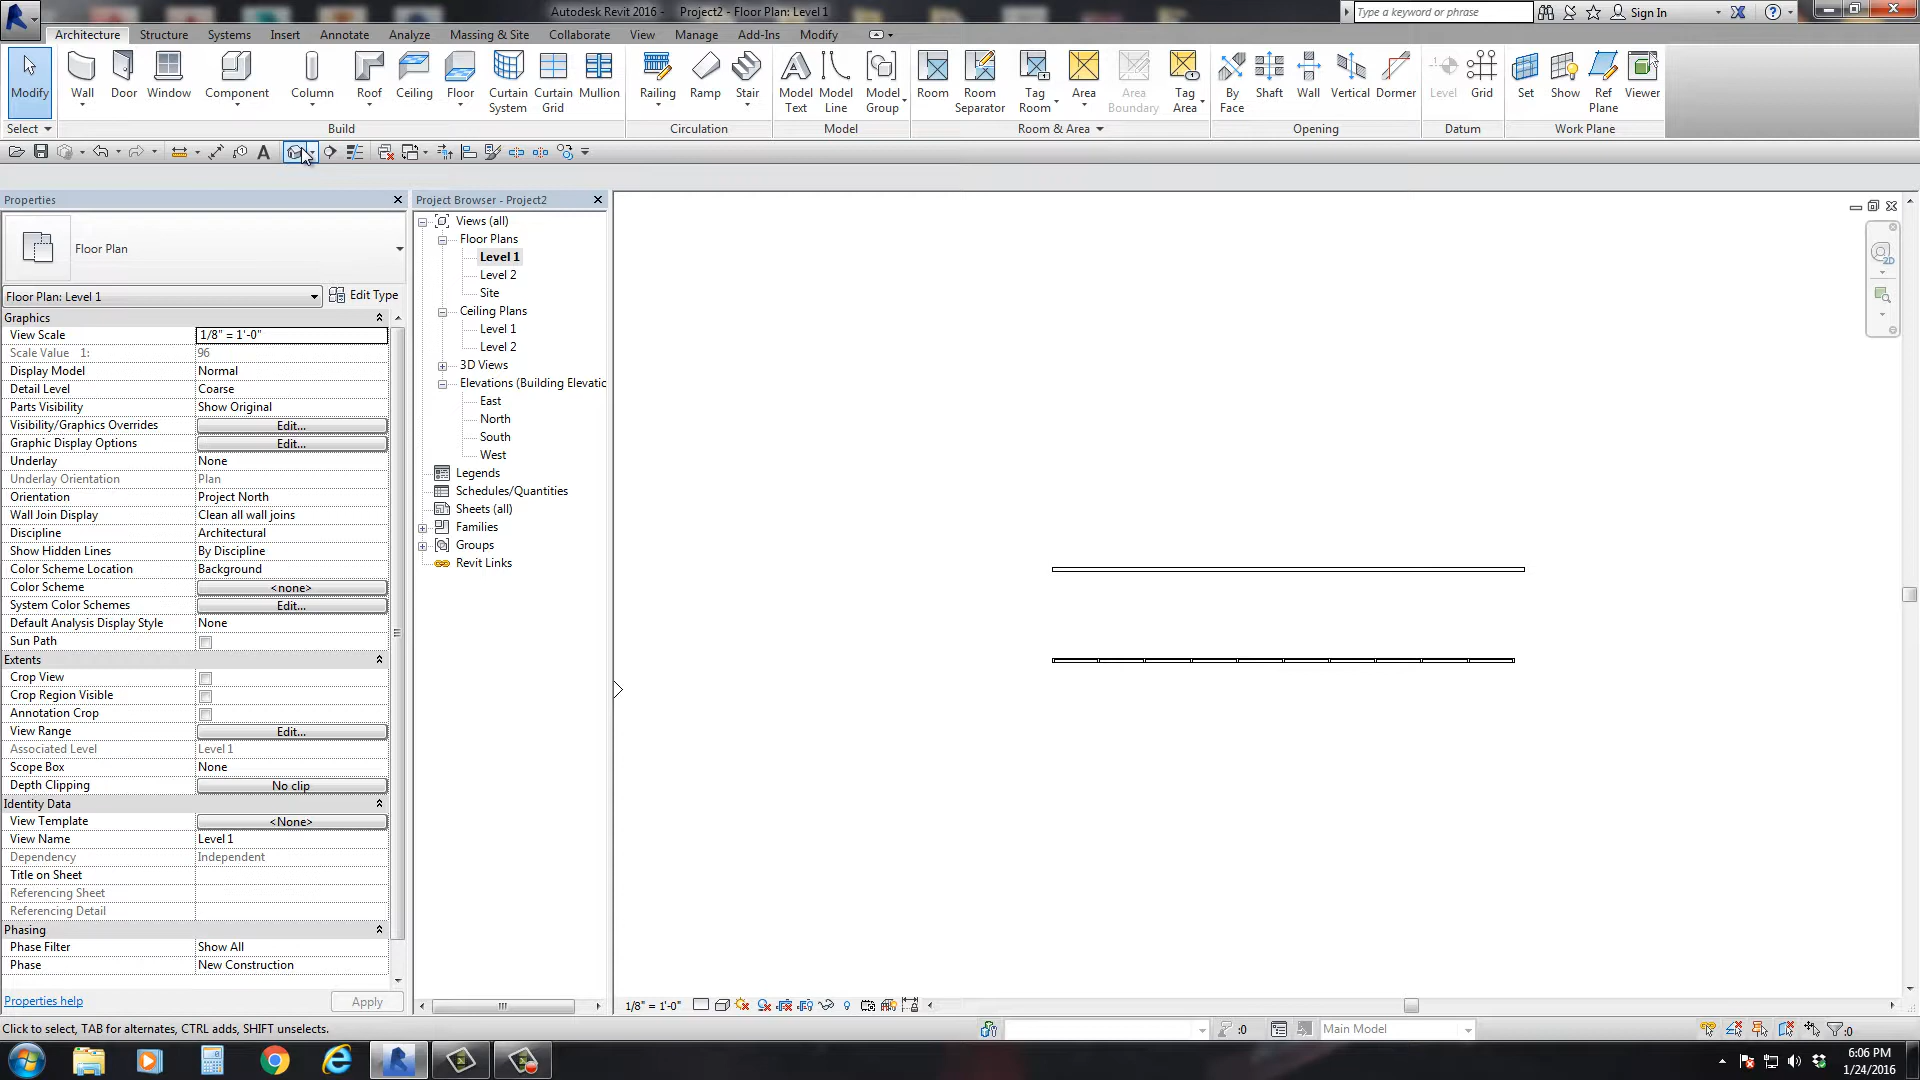 Autodesk Revit 2016 - Project2 - Floor Plan: Level 1
Type a keyword or phrase
Sign In
Architecture Structure Systems Insert Annotate Analyze Massing & Site Collaborate View Manage Add-Ins Modify
Modify Wall Door Window Component Column Roof Ceiling Floor Curtain System Curtain Grid Mullion Railing Ramp Stair Model Text Model Line Model Group Room Room Separator Tag Room Area Area Boundary Tag Area By Face Shaft Wall Vertical Dormer Level Grid Set Show Ref Plane Viewer
Select Build Circulation Model Room & Area Opening Datum Work Plane
Properties
Floor Plan
Floor Plan: Level 1
Edit Type
Graphics
View Scale 1/8" = 1'-0"
Scale Value 1: 96
Display Model Normal
Detail Level Coarse
Parts Visibility Show Original
Visibility/Graphics Overrides Edit...
Graphic Display Options Edit...
Underlay None
Underlay Orientation Plan
Orientation Project North
Wall Join Display Clean all wall joins
Discipline Architectural
Show Hidden Lines By Discipline
Color Scheme Location Background
Color Scheme <none>
System Color Schemes Edit...
Default Analysis Display Style None
Sun Path
Extents
Crop View
Crop Region Visible
Annotation Crop
View Range Edit...
Associated Level Level 1
Scope Box None
Depth Clipping No clip
Identity Data
View Template <None>
View Name Level 1
Dependency Independent
Title on Sheet
Referencing Sheet
Referencing Detail
Phasing
Phase Filter Show All
Phase New Construction
Properties help
Apply
Project Browser - Project2
Views (all)
Floor Plans
Level 1
Level 2
Site
Ceiling Plans
Level 1
Level 2
3D Views
Elevations (Building Elevatic
East
North
South
West
Legends
Schedules/Quantities
Sheets (all)
Families
Groups
Revit Links
2D
1/8" = 1'-0"
Click to select, TAB for alternates, CTRL adds, SHIFT unselects.
:0
Main Model
:0
6:06 PM
1/24/2016